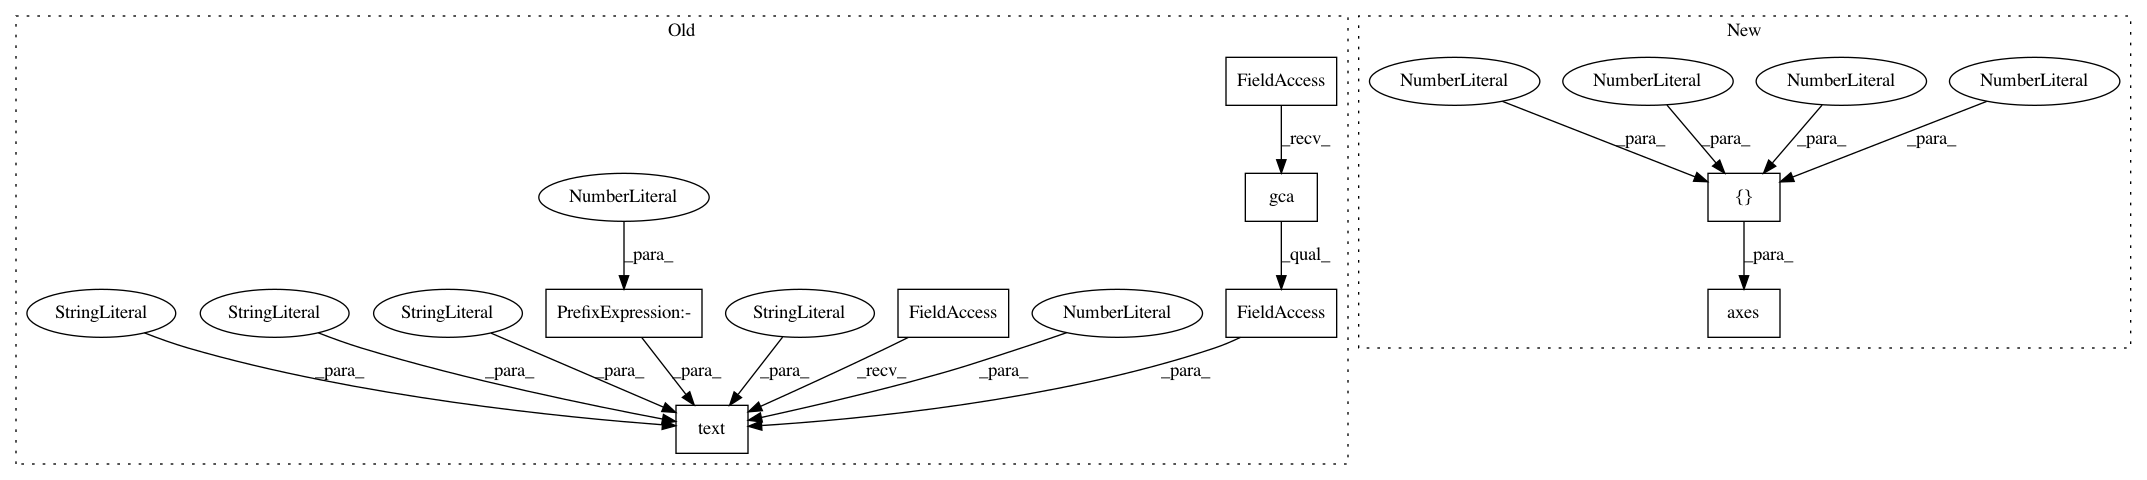 Old
New
FieldAccess
NumberLiteral
NumberLiteral
NumberLiteral
NumberLiteral
_recv_
_para_
_para_
_para_
_para_
NumberLiteral
gca
{}
_para_
_qual_
_para_
StringLiteral
StringLiteral
StringLiteral
PrefixExpression:-
StringLiteral
FieldAccess
NumberLiteral
FieldAccess
axes
_para_
_para_
_para_
_para_
_para_
_recv_
_para_
_para_
text